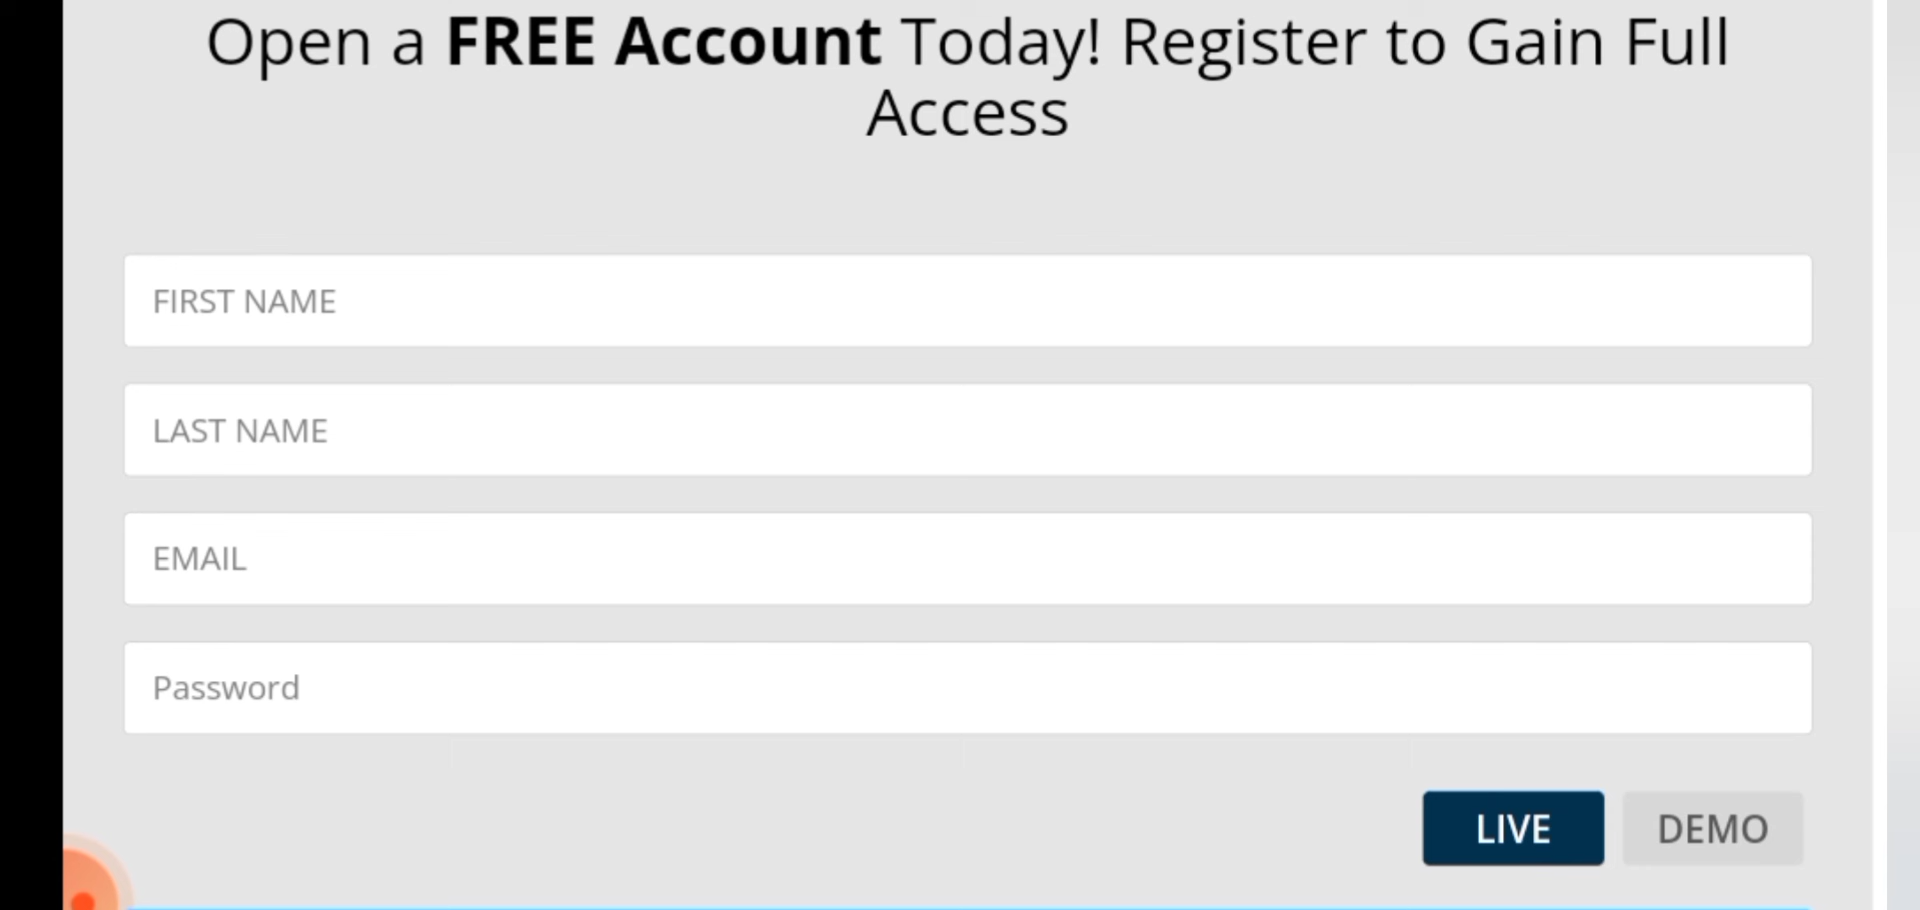 Open a FREE Account Today! Register to Gain Full
Access
FIRST NAME
LAST NAME
EMAIL
Password
LIVE DEMO